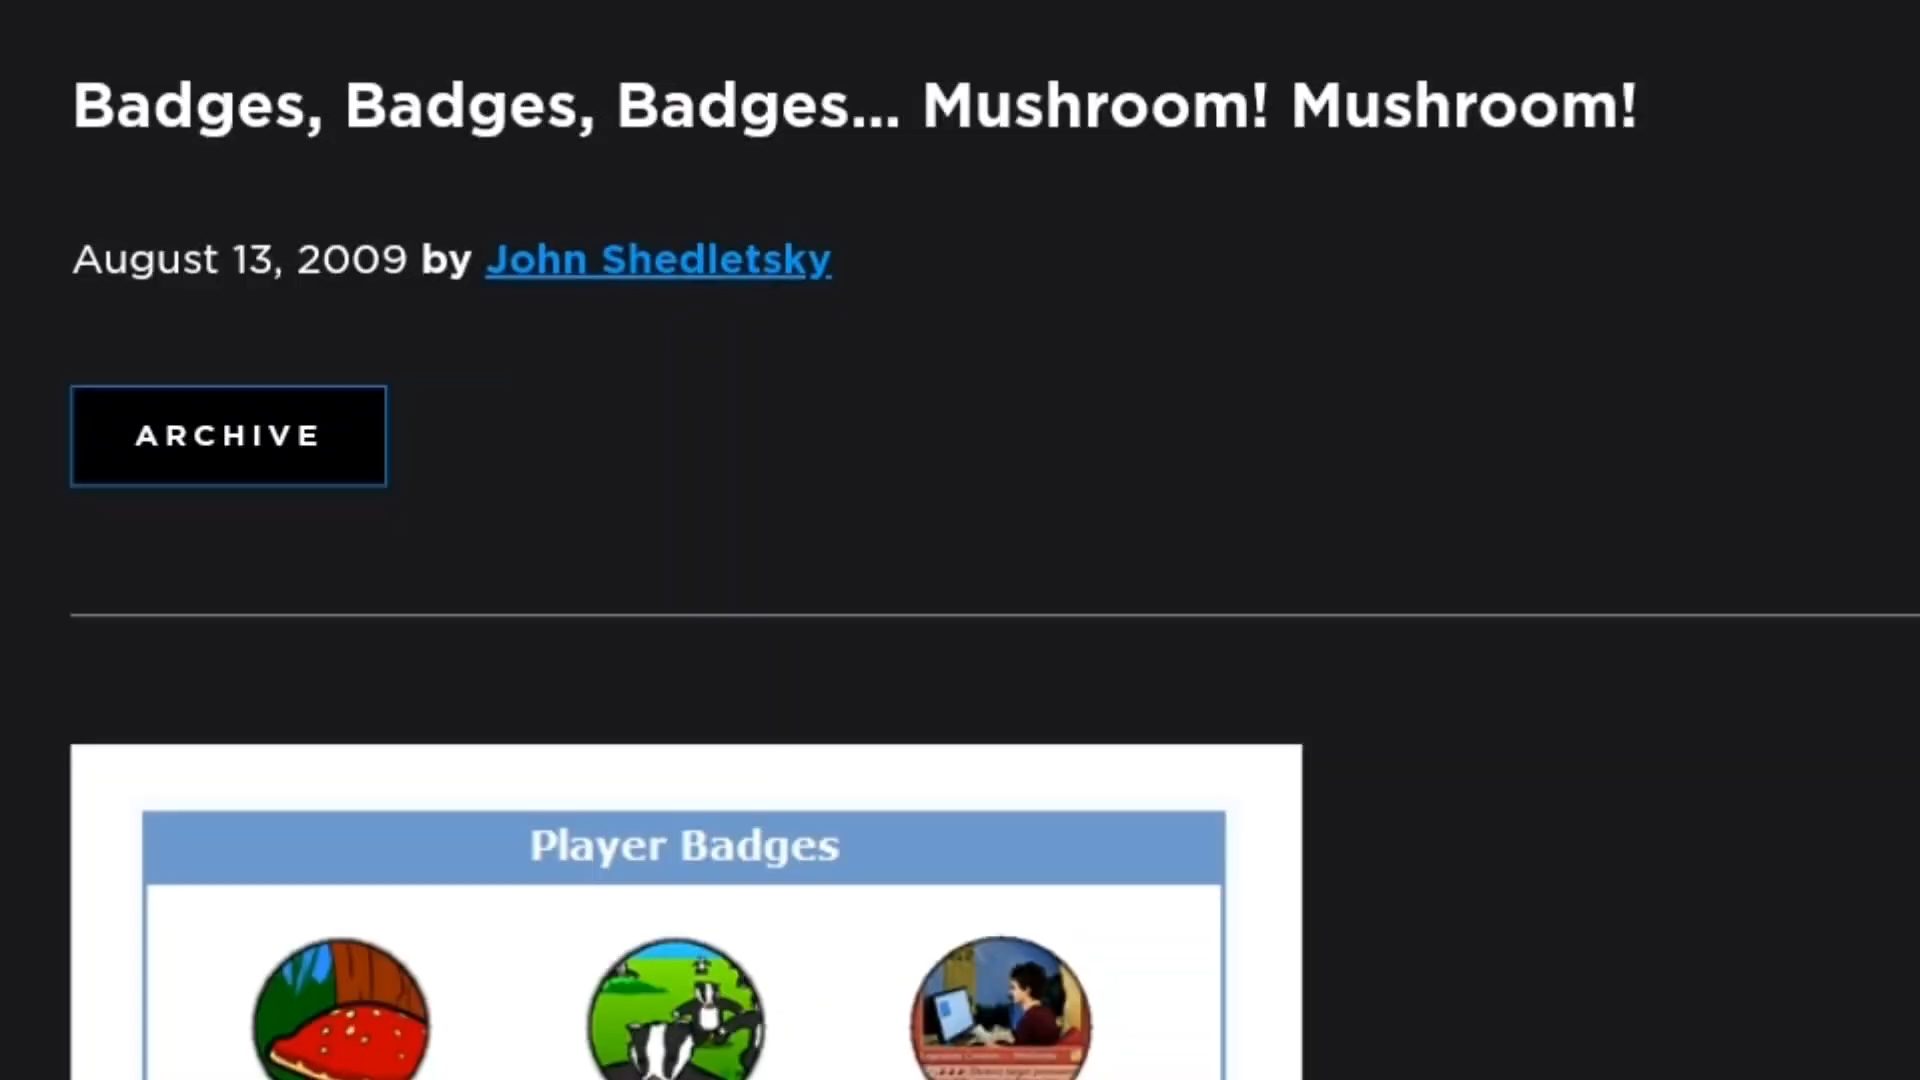 Badges, Badges, Badges... Mushroom! Mushroom!
August 13, 2009 by John Shedletsky
ARCHIVE
Player Badges